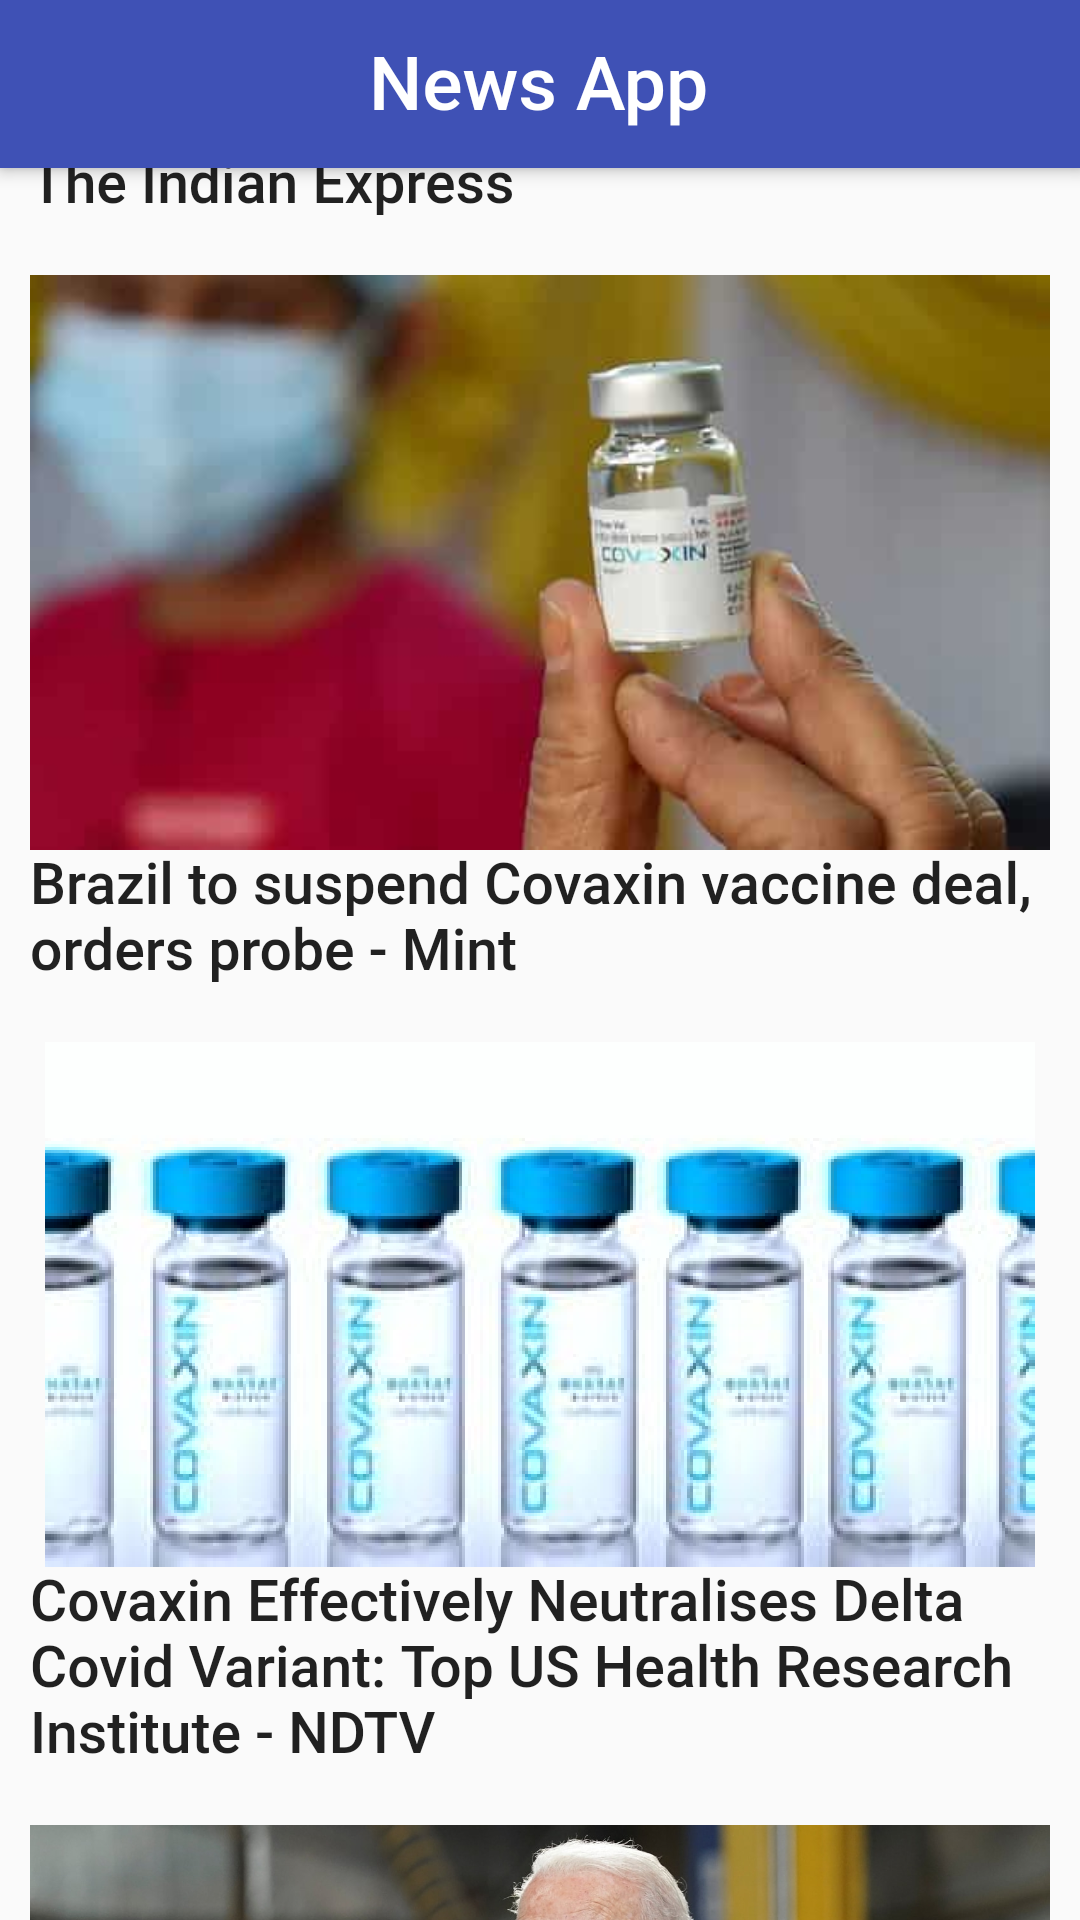 News App
The Indian Express
COVAXIN
Brazil to suspend Covaxin vaccine deal,
orders probe - Mint
COVAXIN
COVAXIN
COVAXIN
COVAXIN
COVAXIN
COVAXIN
Covaxin Effectively Neutralises Delta
Covid Variant: Top US Health Research
Institute - NDTV